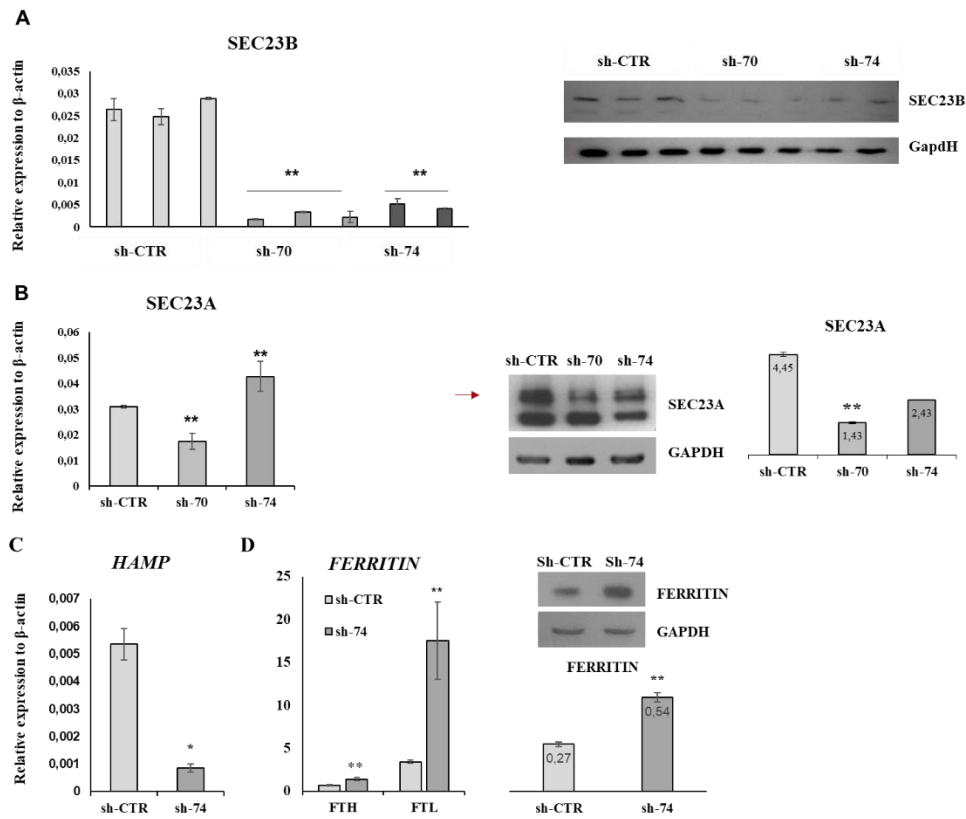 A
SEC23B
Relative expression to β-actin
0,035
0,03
0,025
0,02
0,015
0,01
0,005
0
**
**
sh-CTR
sh-70
sh-74
sh-CTR
sh-70
sh-74
SEC23B
GapdH
B
SEC23A
Relative expression to β-actin
0,06
0,05
0,04
0,03
0,02
0,01
0
**
**
sh-CTR
sh-70
sh-74
sh-CTR sh-70 sh-74
SEC23A
GAPDH
SEC23A
4,45
**
1,43
2,43
sh-CTR
sh-70
sh-74
C
HAMP
Relative expression to β-actin
0,007
0,006
0,005
0,004
0,003
0,002
0,001
0
*
sh-CTR
sh-74
D
FERRITIN
25
20
15
10
5
0
sh-CTR
sh-74
**
**
FTH
FTL
Sh-CTR Sh-74
FERRITIN
GAPDH
FERRITIN
**
0,27
0,54
sh-CTR
sh-74